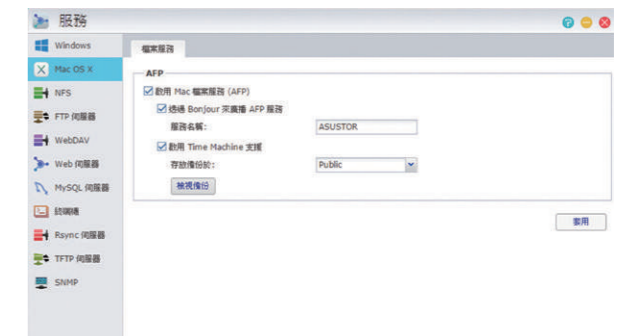 服務
Windows
Mac OS X
NFS
FTP 伺服器
WebDAV
Web 伺服器
MySQL 伺服器
終端機
Rsync 伺服器
TFTP 伺服器
SNMP
檔案服務
AFP
啟用 Mac 檔案服務 (AFP)
透過 Bonjour 來廣播 AFP 服務
服務名稱: ASUSTOR
啟用 Time Machine 支援
存放備份於: Public
檢視備份
套用